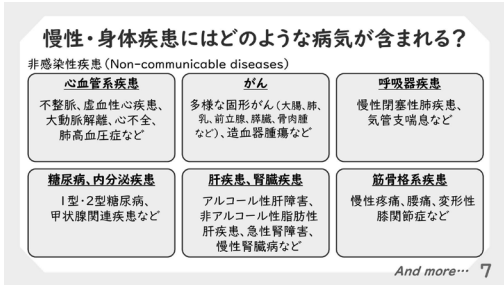 慢性・身体疾患にはどのような病気が含まれる？
非感染性疾患（Non-communicable diseases）
心血管系疾患
不整脈、虚血性心疾患、
大動脈解離、心不全、
肺高血圧症など
がん
多様な固形がん（大腸、肺、
乳、前立腺、膵臓、骨肉腫
など）、造血器腫瘍など
呼吸器疾患
慢性閉塞性肺疾患、
気管支喘息など
糖尿病、内分泌疾患
1型・2型糖尿病、
甲状腺関連疾患など
肝疾患、腎臓疾患
アルコール性肝障害、
非アルコール性脂肪性
肝疾患、急性腎障害、
慢性腎臓病など
筋骨格系疾患
慢性疼痛、腰痛、変形性
膝関節症など
And more… 7